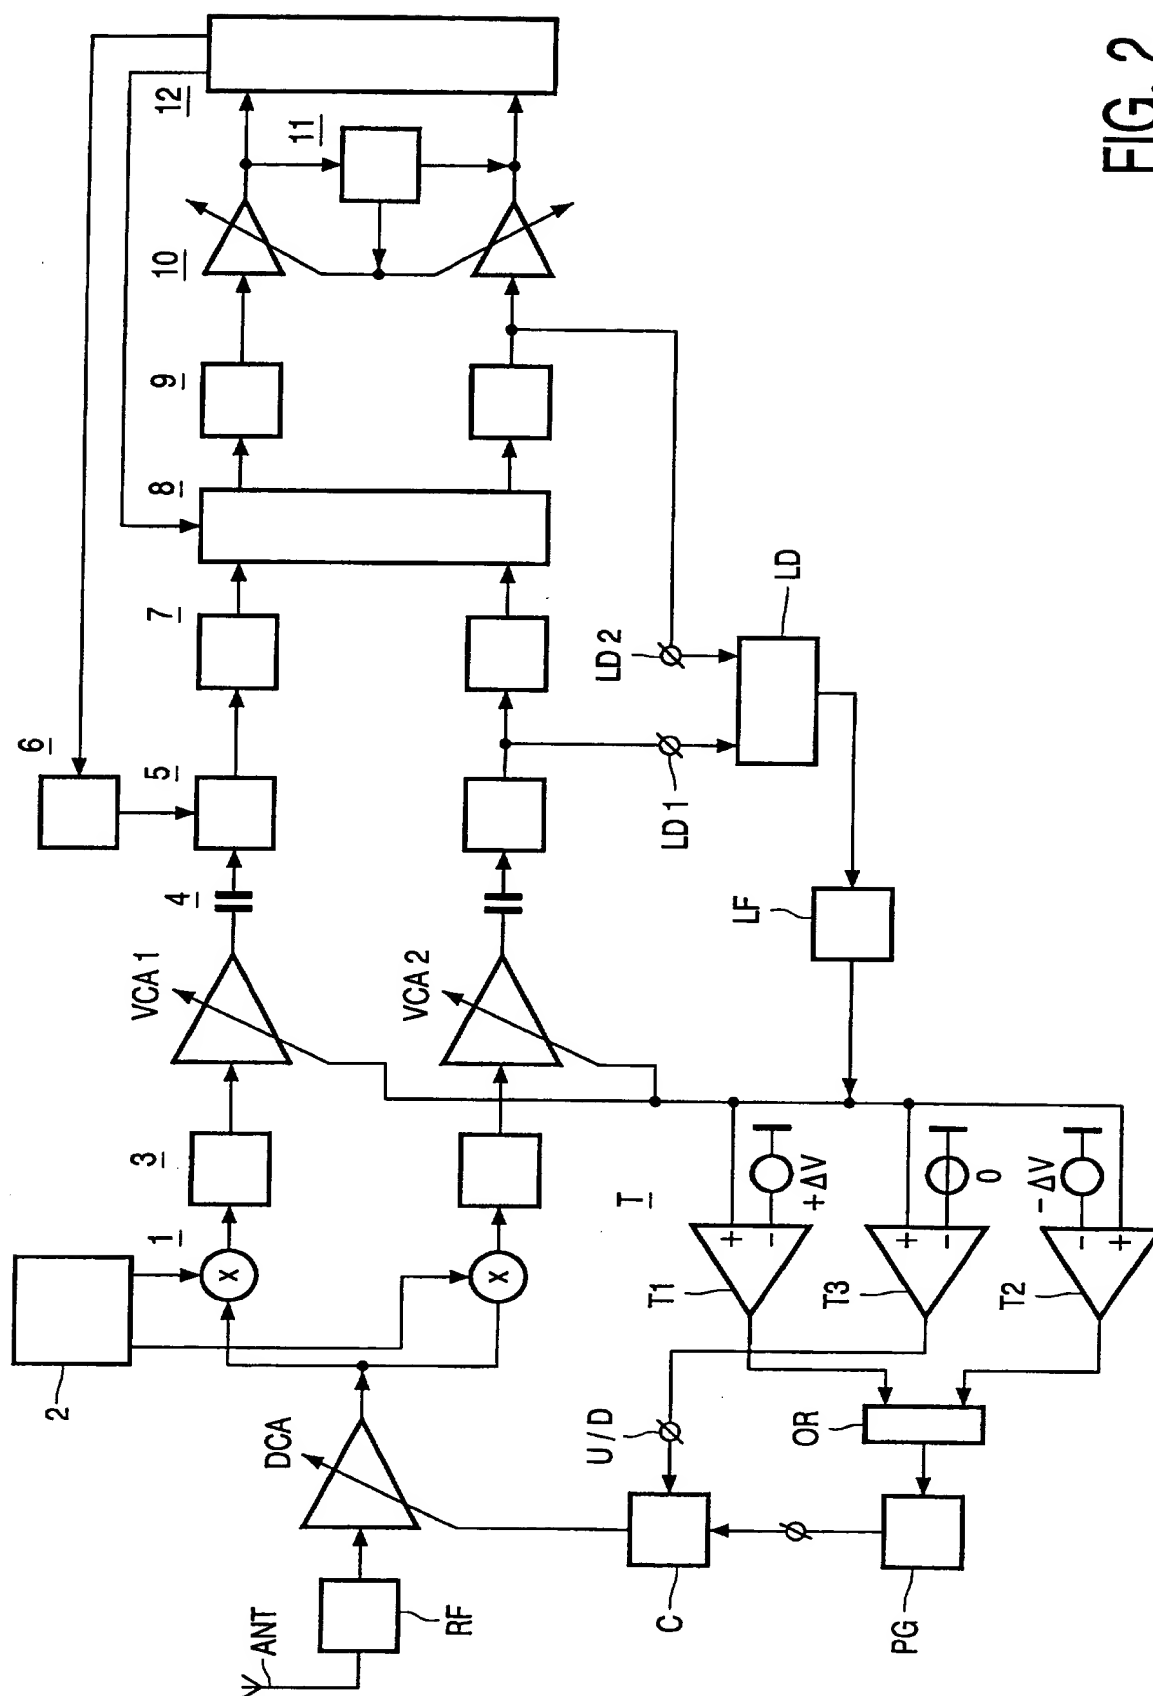 ANT
RF
DCA
2
1
3
VCA 1
VCA 2
4
5
6
7
8
9
10
11
12
LD 1
LD 2
LD
LF
T
+
-
+ΔV
T1
+
-
0
T3
-ΔV
-
+
T2
U/D
OR
C
PG
x
x
FIG. 2